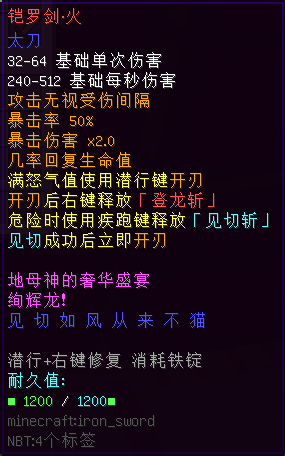 铠罗剑·火
太刀
32-64 基础单次伤害
240-512 基础每秒伤害
攻击无视受伤间隔
暴击率 50%
暴击伤害 x2.0
几率回复生命值
满怒气值使用潜行键开刃
开刃后右键释放「登龙斩」
危险时使用疾跑键释放「见切斩」
见切成功后立即开刃
地母神的奢华盛宴
绚辉龙!
见 切 如 风 从 来 不 猫
潜行+右键修复 消耗铁锭
耐久值:
■ 1200 / 1200■
minecraft:iron_sword
NBT:4个标签